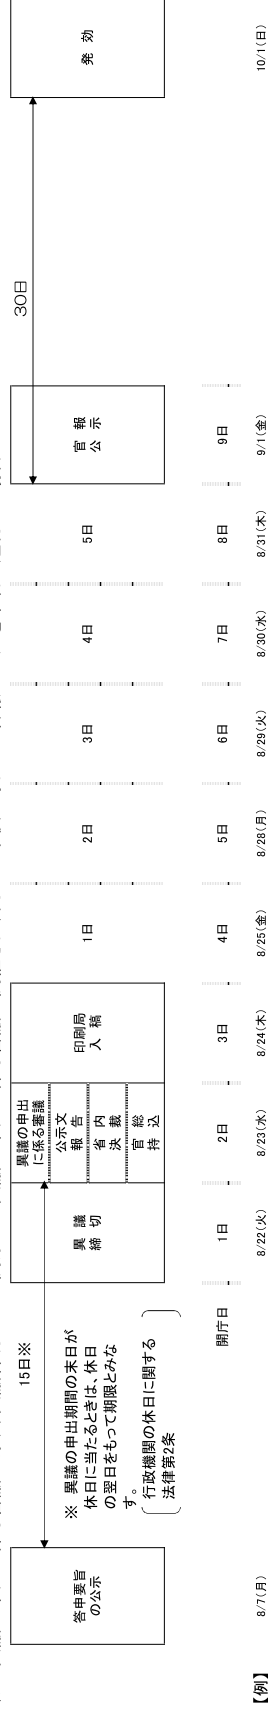 答申要旨
の公示
15日※
※ 異議の申出期間の末日が
休日に当たるときは、休日
の翌日をもって期限とみな
す。
行政機関の休日に関する
法律第2条
異議
締切
異議の申出
に係る審議
公示文
報告
省内
決裁
官総
持込
印刷局
入稿
1日
2日
3日
4日
5日
官報
公示
30日
発効
開庁日
1日
2日
3日
4日
5日
6日
7日
8日
9日
【例】
8/7(月)
8/22(火)
8/23(水)
8/24(木)
8/25(金)
8/28(月)
8/29(火)
8/30(水)
8/31(木)
9/1(金)
10/1(日)